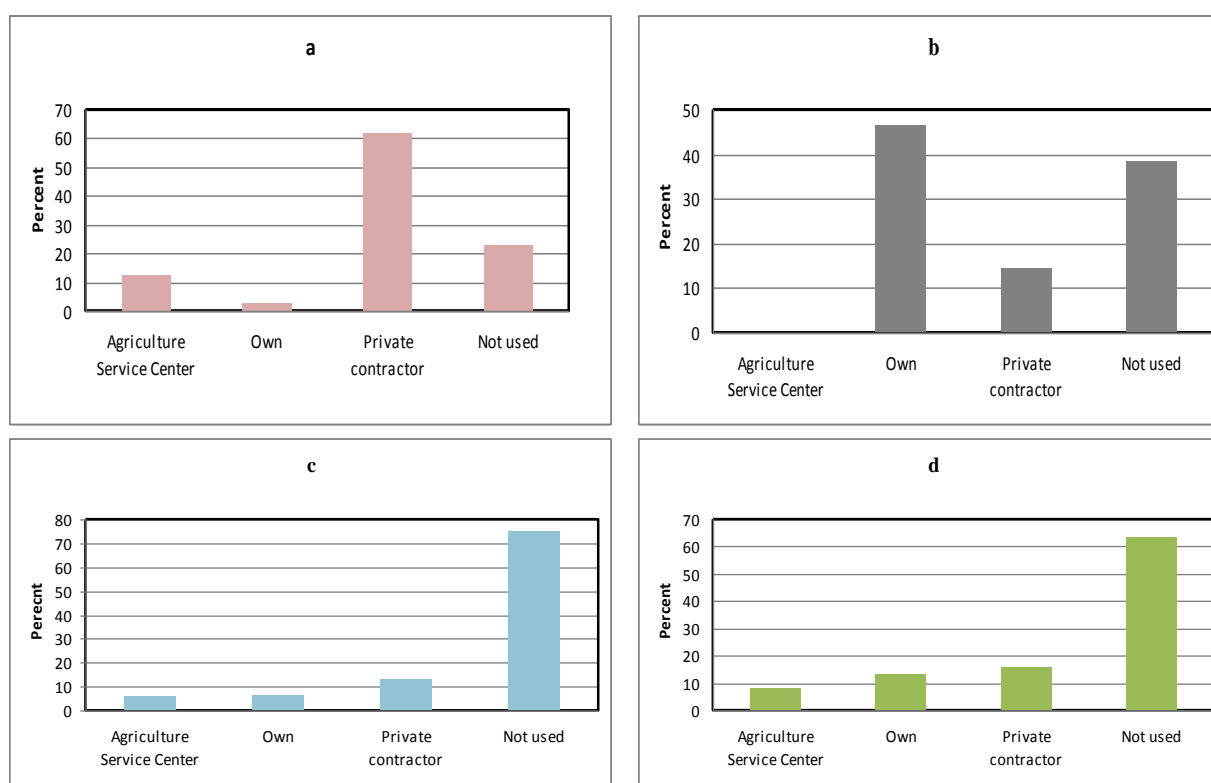 a
70
60
50
40
30
20
10
0
Percent
Agriculture Service Center
Own
Private contractor
Not used
b
50
40
30
20
10
0
Percent
Agriculture Service Center
Own
Private contractor
Not used
c
80
70
60
50
40
30
20
10
0
Perecnt
Agriculture Service Center
Own
Private contractor
Not used
d
70
60
50
40
30
20
10
0
Percent
Agriculture Service Center
Own
Private contractor
Not used